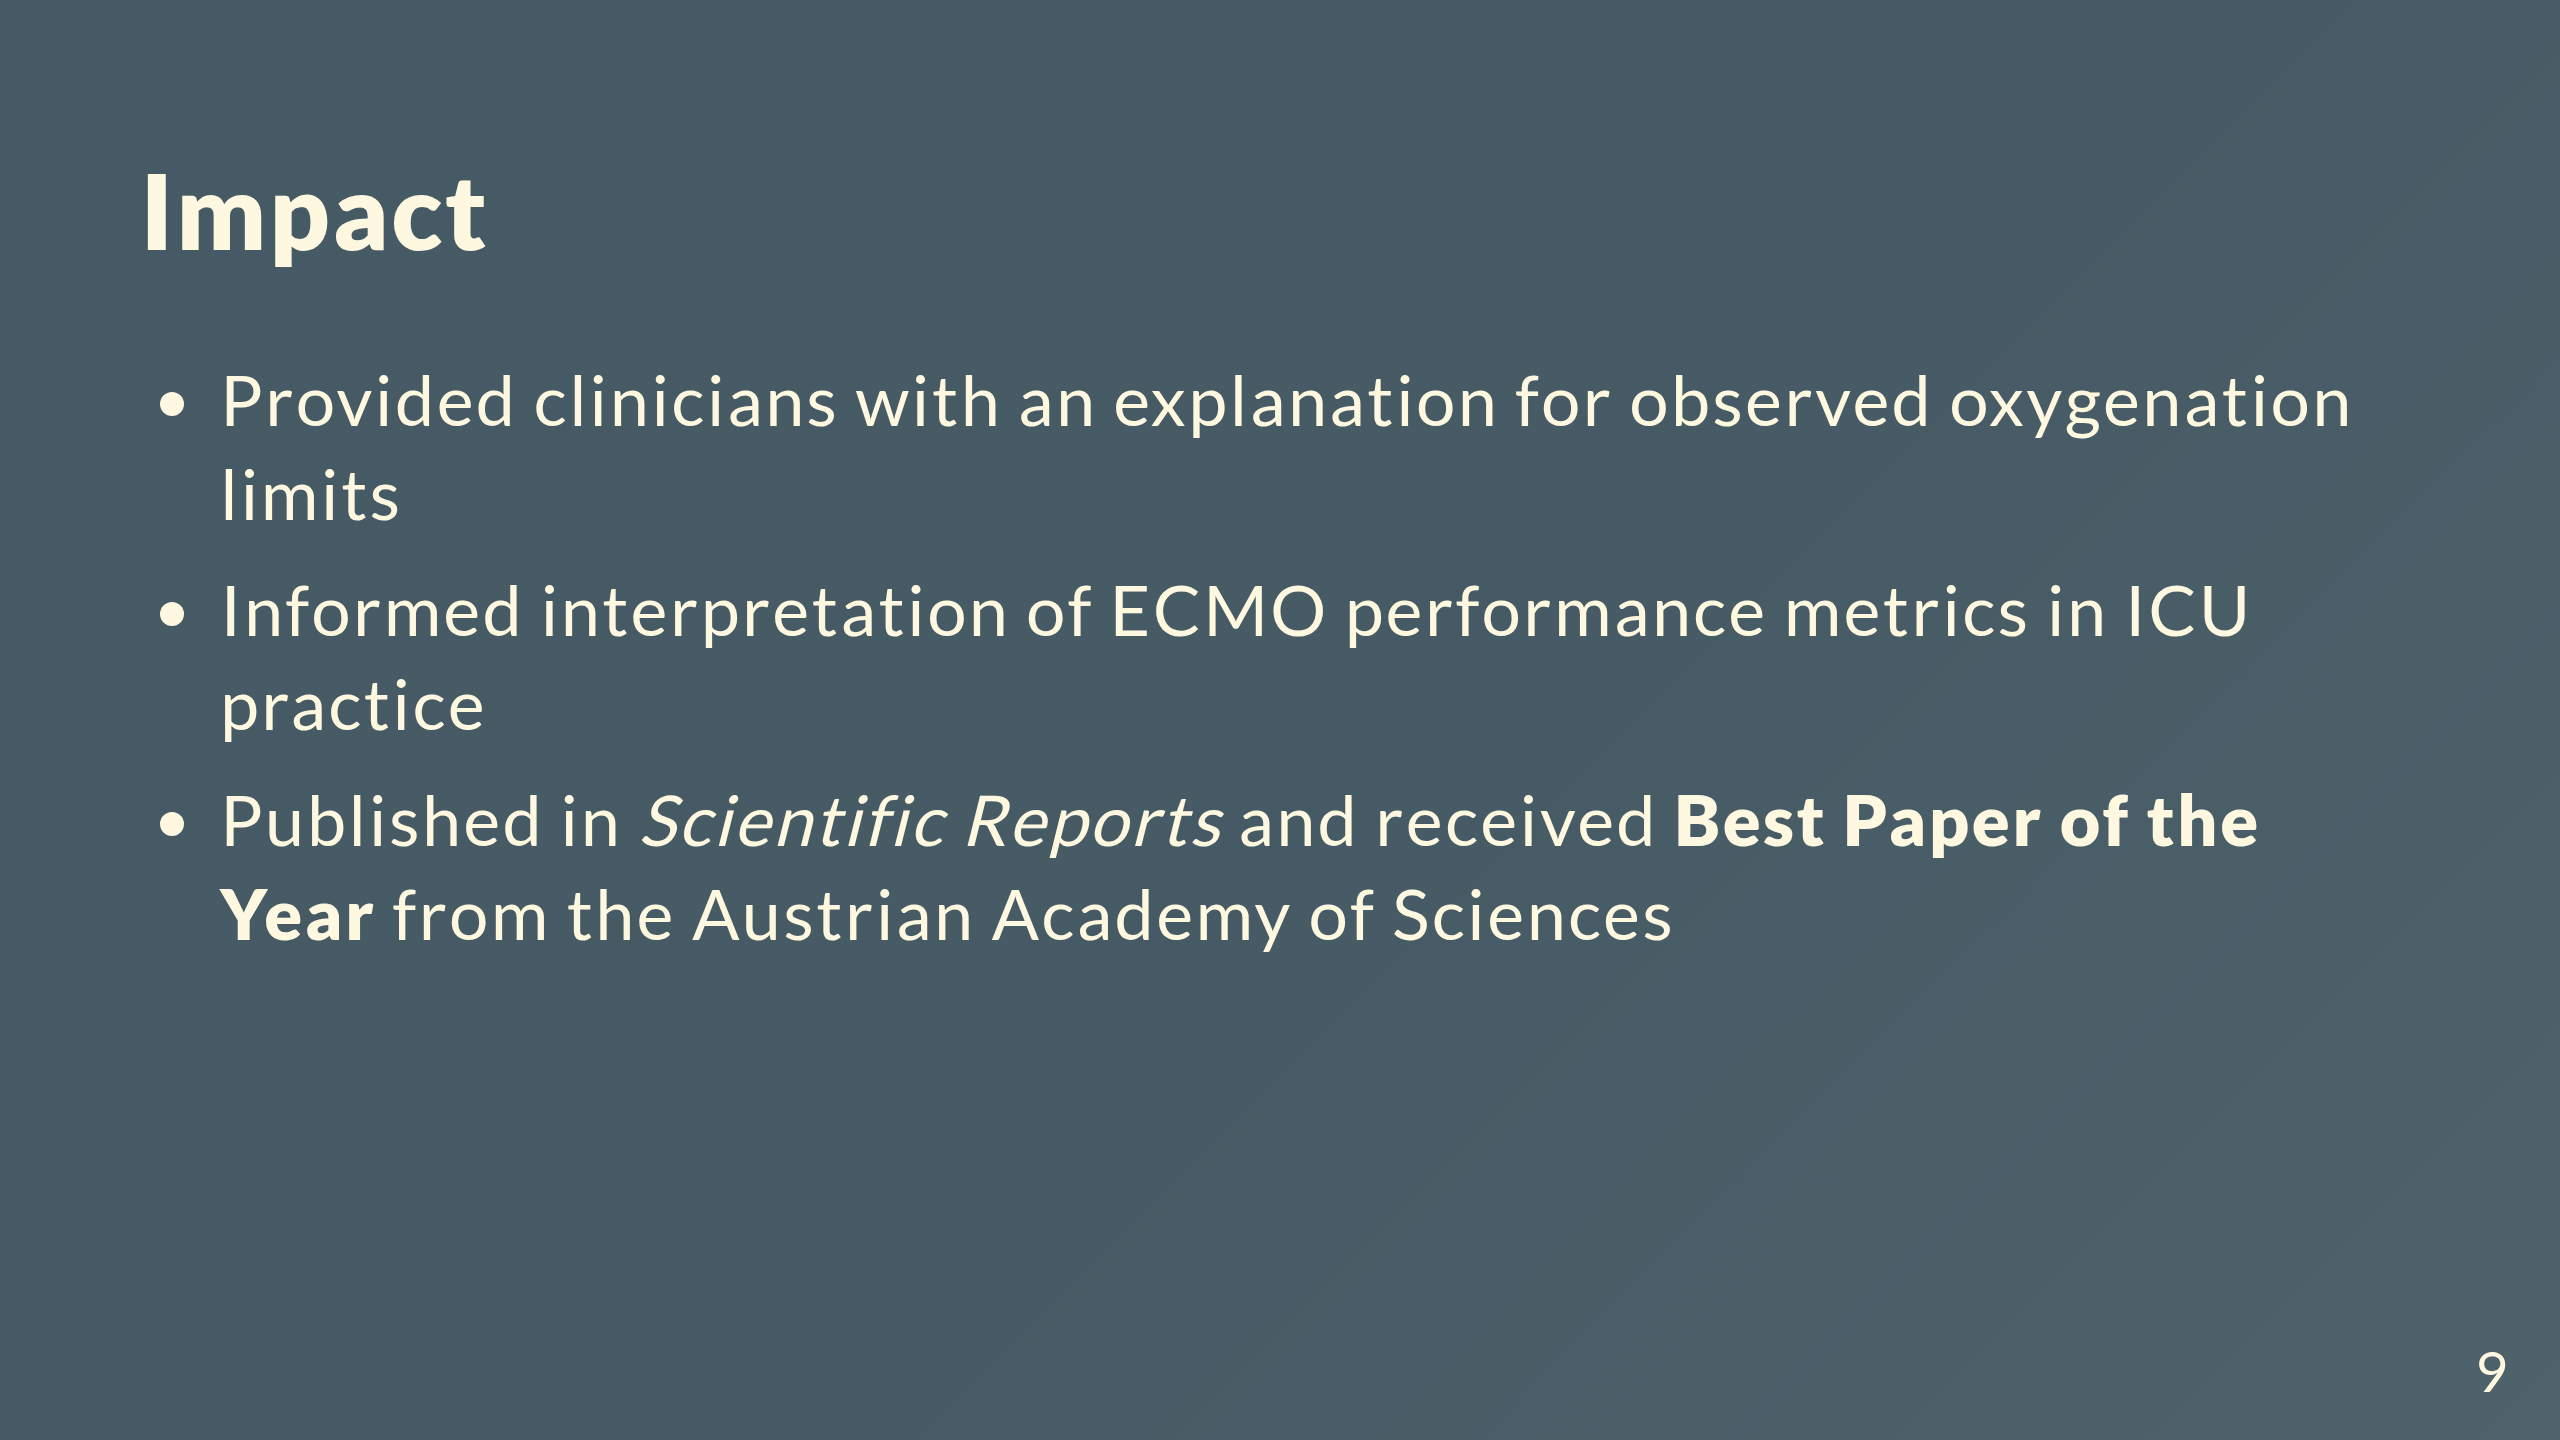 Impact
• Provided clinicians with an explanation for observed oxygenation
limits
• Informed interpretation of ECMO performance metrics in ICU
practice
• Published in Scientific Reports and received Best Paper of the
Year from the Austrian Academy of Sciences
9